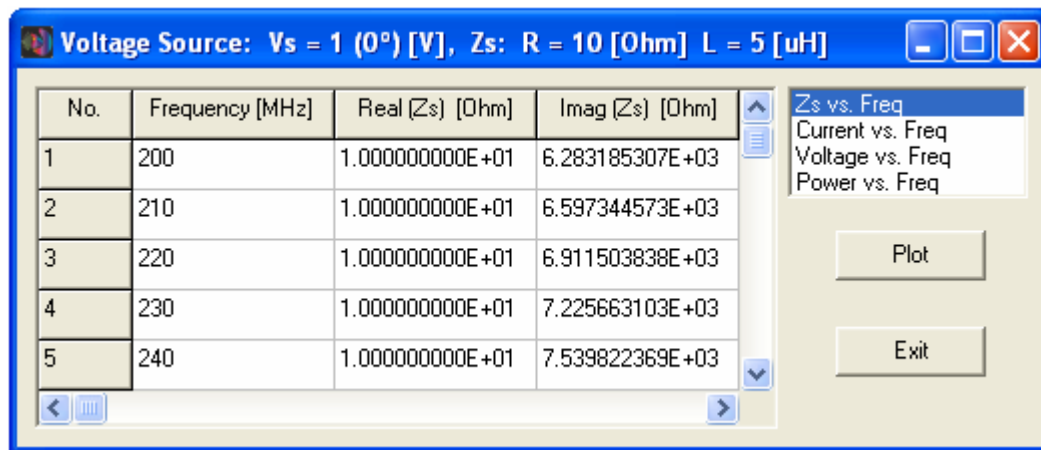 Voltage Source: Vs = 1 (0º) [V], Zs: R = 10 [Ohm] L = 5 [uH]
No. Frequency [MHz] Real (Zs) [Ohm] Imag (Zs) [Ohm]
1 200 1.000000000E+01 6.283185307E+03
2 210 1.000000000E+01 6.597344573E+03
3 220 1.000000000E+01 6.911503838E+03
4 230 1.000000000E+01 7.225663103E+03
5 240 1.000000000E+01 7.539822369E+03
Zs vs. Freq
Current vs. Freq
Voltage vs. Freq
Power vs. Freq
Plot
Exit